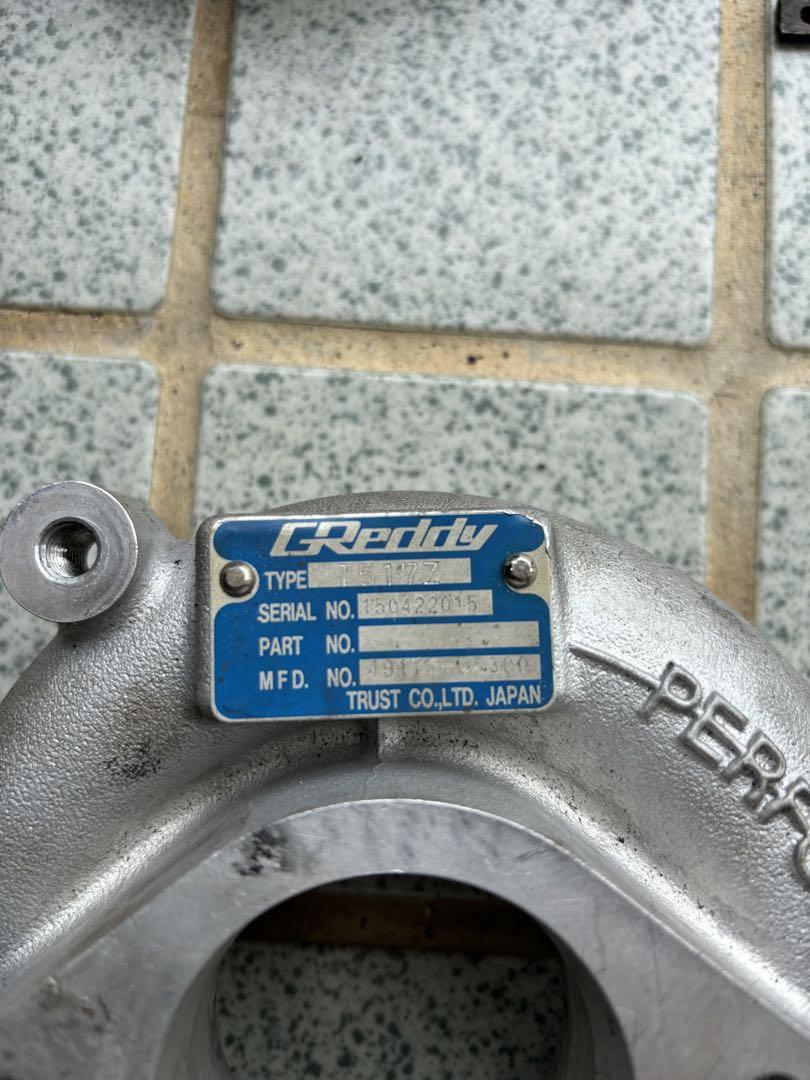 GReddy
TYPE T517Z
SERIAL NO. 150422015
PART NO.
MFD. NO.
TRUST CO.,LTD. JAPAN